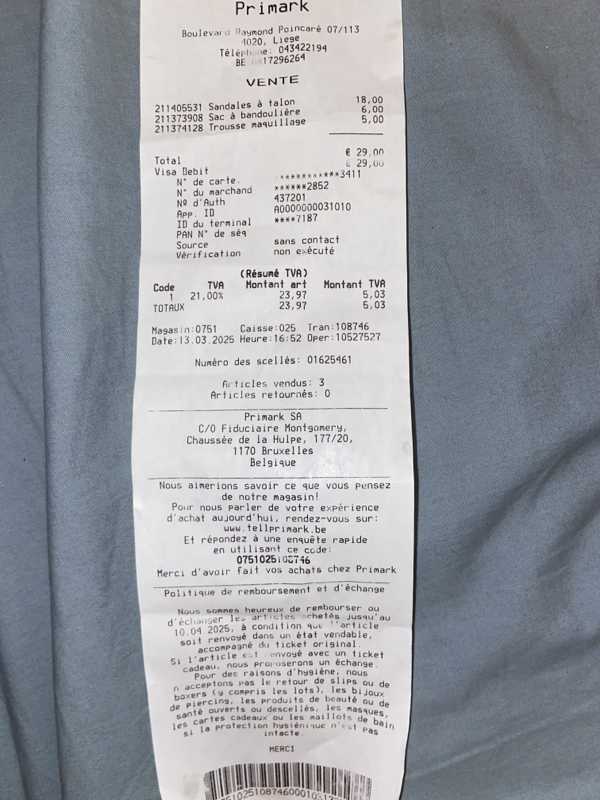 Primark
Boulevard Raymond Poincaré 07/113
4020, Liege
Téléphone: 043422194
BE 17296264
VENTE
211405531 Sandales à talon 18,00
211373908 Sac à bandoulière 6,00
211374128 Trousse maquillage 5,00
Total € 29,00
Visa Debit € 29,00
N° de carte. ***********3411
N° du marchand ******2852
Nº d'Auth 437201
App. ID A0000000031010
ID du terminal ****7187
PAN N° de séq
Source sans contact
Vérification non exécuté
(Résumé TVA)
Code TVA Montant art Montant TVA
1 21,00% 23,97 5,03
TOTAUX 23,97 5,03
Magasin:0751 Caisse:025 Tran:108746
Date:13.03.2025 Heure:16:52 Oper:10527527
Numéro des scellés: 01625461
Articles vendus: 3
Articles retournés: 0
Primark SA
C/O Fiduciaire Montgomery,
Chaussée de la Hulpe, 177/20,
1170 Bruxelles
Belgique
Nous aimerions savoir ce que vous pensez
de notre magasin!
Pour nous parler de votre expérience
d'achat aujourd'hui, rendez-vous sur:
www.tellprimark.be
Et répondez à une enquête rapide
en utilisant ce code:
0751025108746
Merci d'avoir fait vos achats chez Primark
Politique de remboursement et d'échange
Nous sommes heureux de rembourser ou
d'échanger les articles achetés jusqu'au
10.04.2025, à condition que l'article
soit renvoyé dans un état vendable,
accompagné du ticket original.
Si l'article est renvoyé avec un ticket
cadeau, nous proposerons un échange.
Pour des raisons d'hygiène, nous
n acceptons pas le retour de slips ou de
boxers (y compris les lots), les bijoux
de piercing, les produits de beauté ou de
santé ouverts ou descellés, les masques,
les cartes cadeaux ou les maillots de bain
si la protection hygiénique n'est pas
intacte.
MERCI